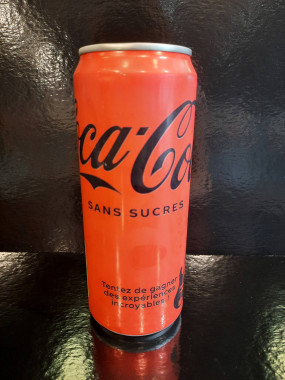 Coca-Cola
SANS SUCRES
Tentez de gagner
des expériences
incroyables !